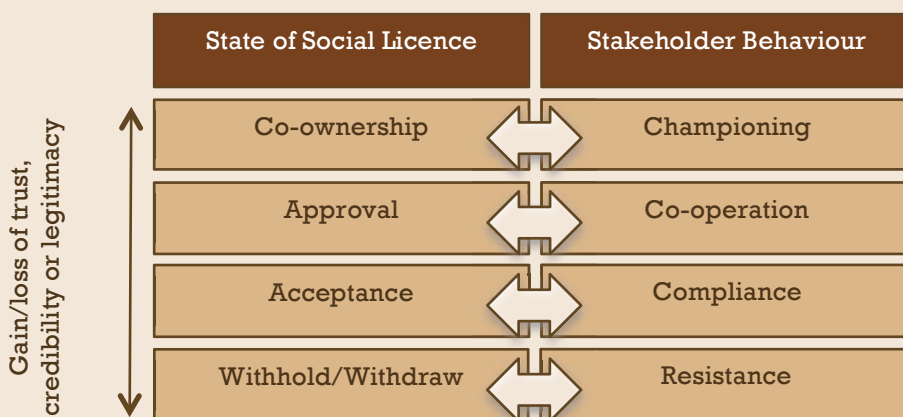 State of Social Licence
Stakeholder Behaviour
Gain/loss of trust,
credibility or legitimacy
Co-ownership
Championing
Approval
Co-operation
Acceptance
Compliance
Withhold/Withdraw
Resistance